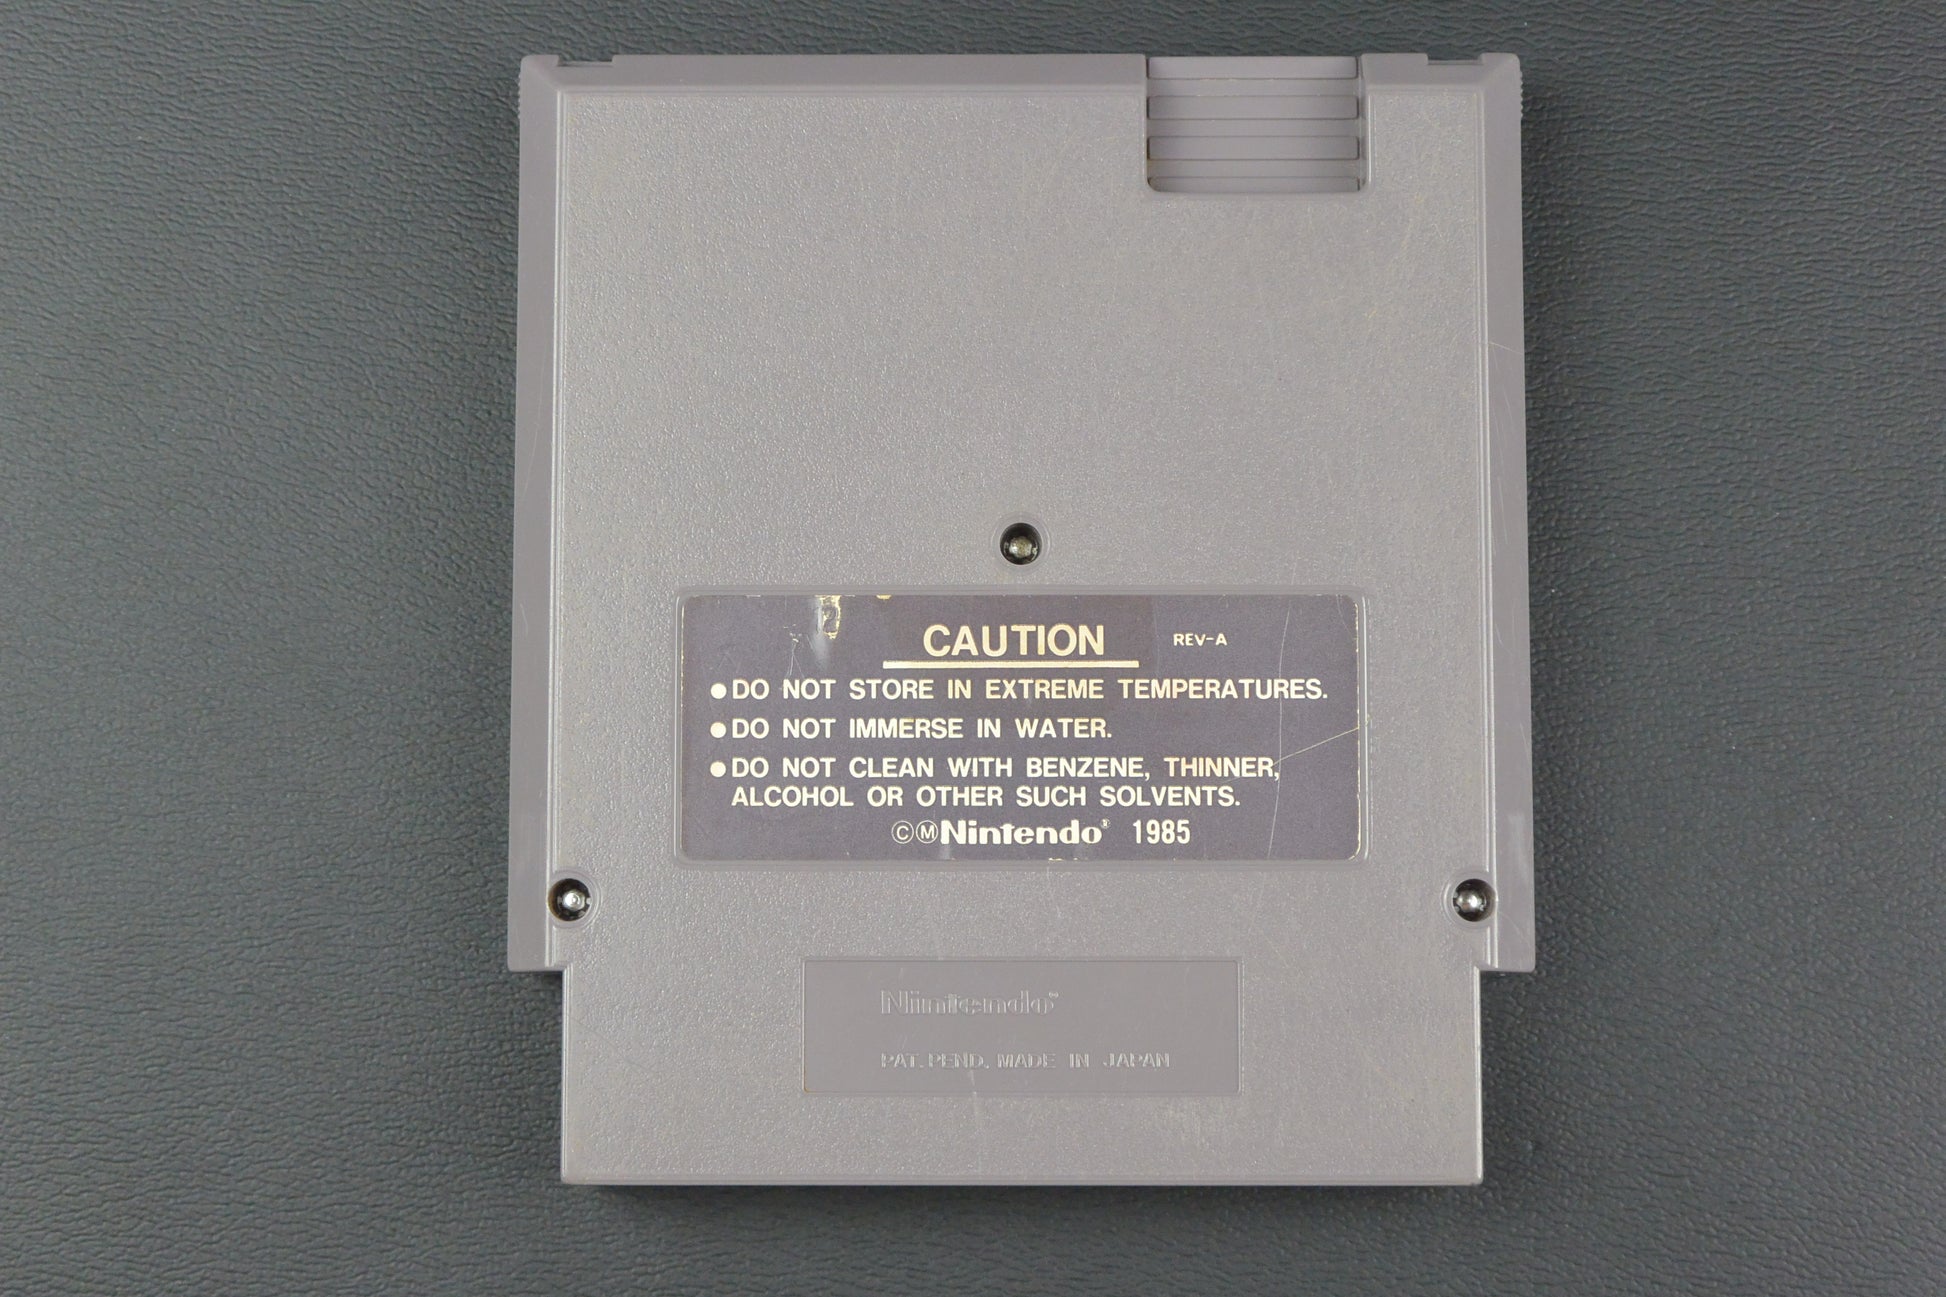 CAUTION REV-A
●DO NOT STORE IN EXTREME TEMPERATURES.
●DO NOT IMMERSE IN WATER.
●DO NOT CLEAN WITH BENZENE, THINNER,
ALCOHOL OR OTHER SUCH SOLVENTS.
©ⓂNintendo® 1985
Nintendo®
PAT. PEND. MADE IN JAPAN